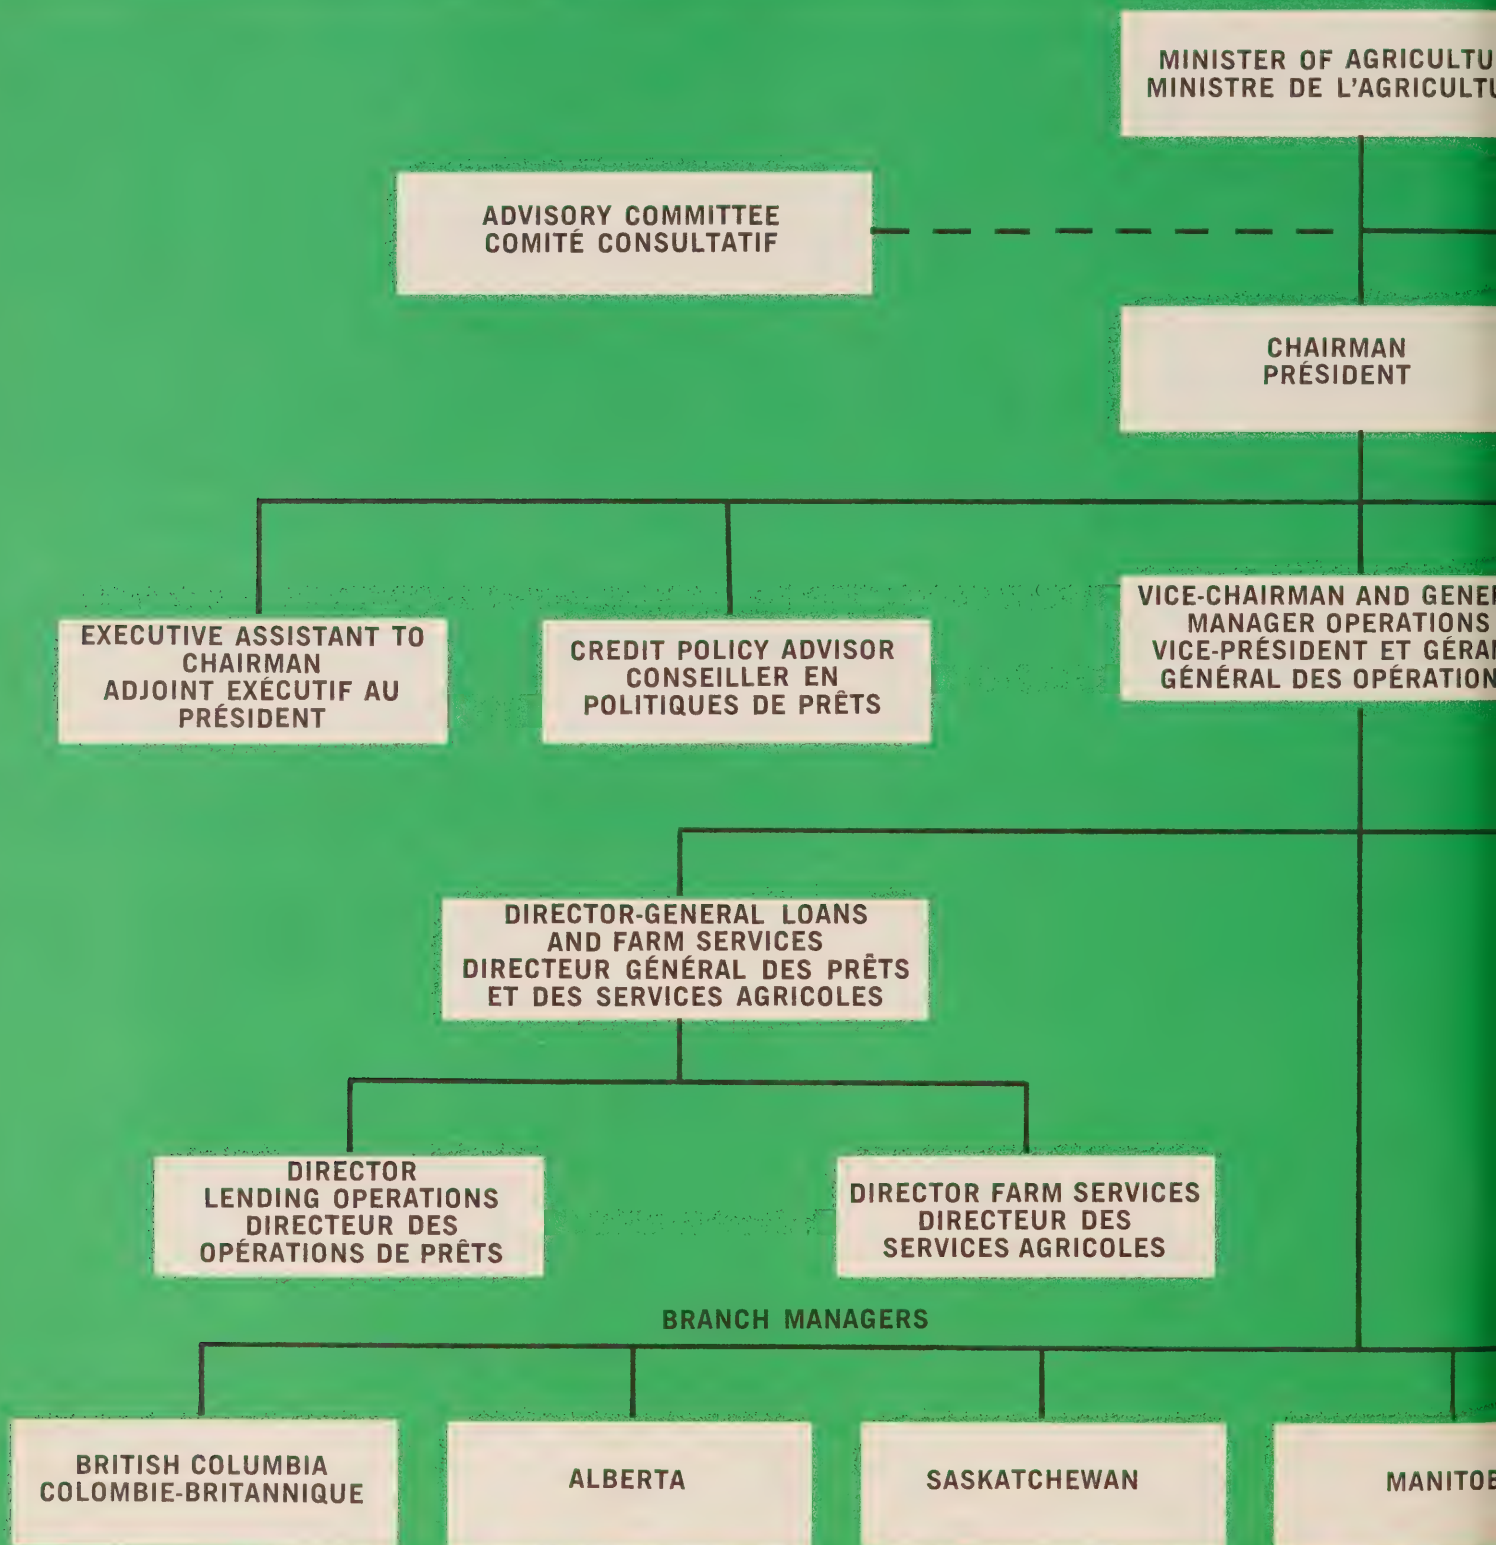 MINISTER OF AGRICULTU
MINISTRE DE L'AGRICULTU
ADVISORY COMMITTEE
COMITÉ CONSULTATIF
CHAIRMAN
PRÉSIDENT
EXECUTIVE ASSISTANT TO
CHAIRMAN
ADJOINT EXÉCUTIF AU
PRÉSIDENT
CREDIT POLICY ADVISOR
CONSEILLER EN
POLITIQUES DE PRÊTS
VICE-CHAIRMAN AND GENER
MANAGER OPERATIONS
VICE-PRÉSIDENT ET GÉRAN
GÉNÉRAL DES OPÉRATION
DIRECTOR-GENERAL LOANS
AND FARM SERVICES
DIRECTEUR GÉNÉRAL DES PRÊTS
ET DES SERVICES AGRICOLES
DIRECTOR
LENDING OPERATIONS
DIRECTEUR DES
OPÉRATIONS DE PRÊTS
DIRECTOR FARM SERVICES
DIRECTEUR DES
SERVICES AGRICOLES
BRANCH MANAGERS
BRITISH COLUMBIA
COLOMBIE-BRITANNIQUE
ALBERTA
SASKATCHEWAN
MANITOB